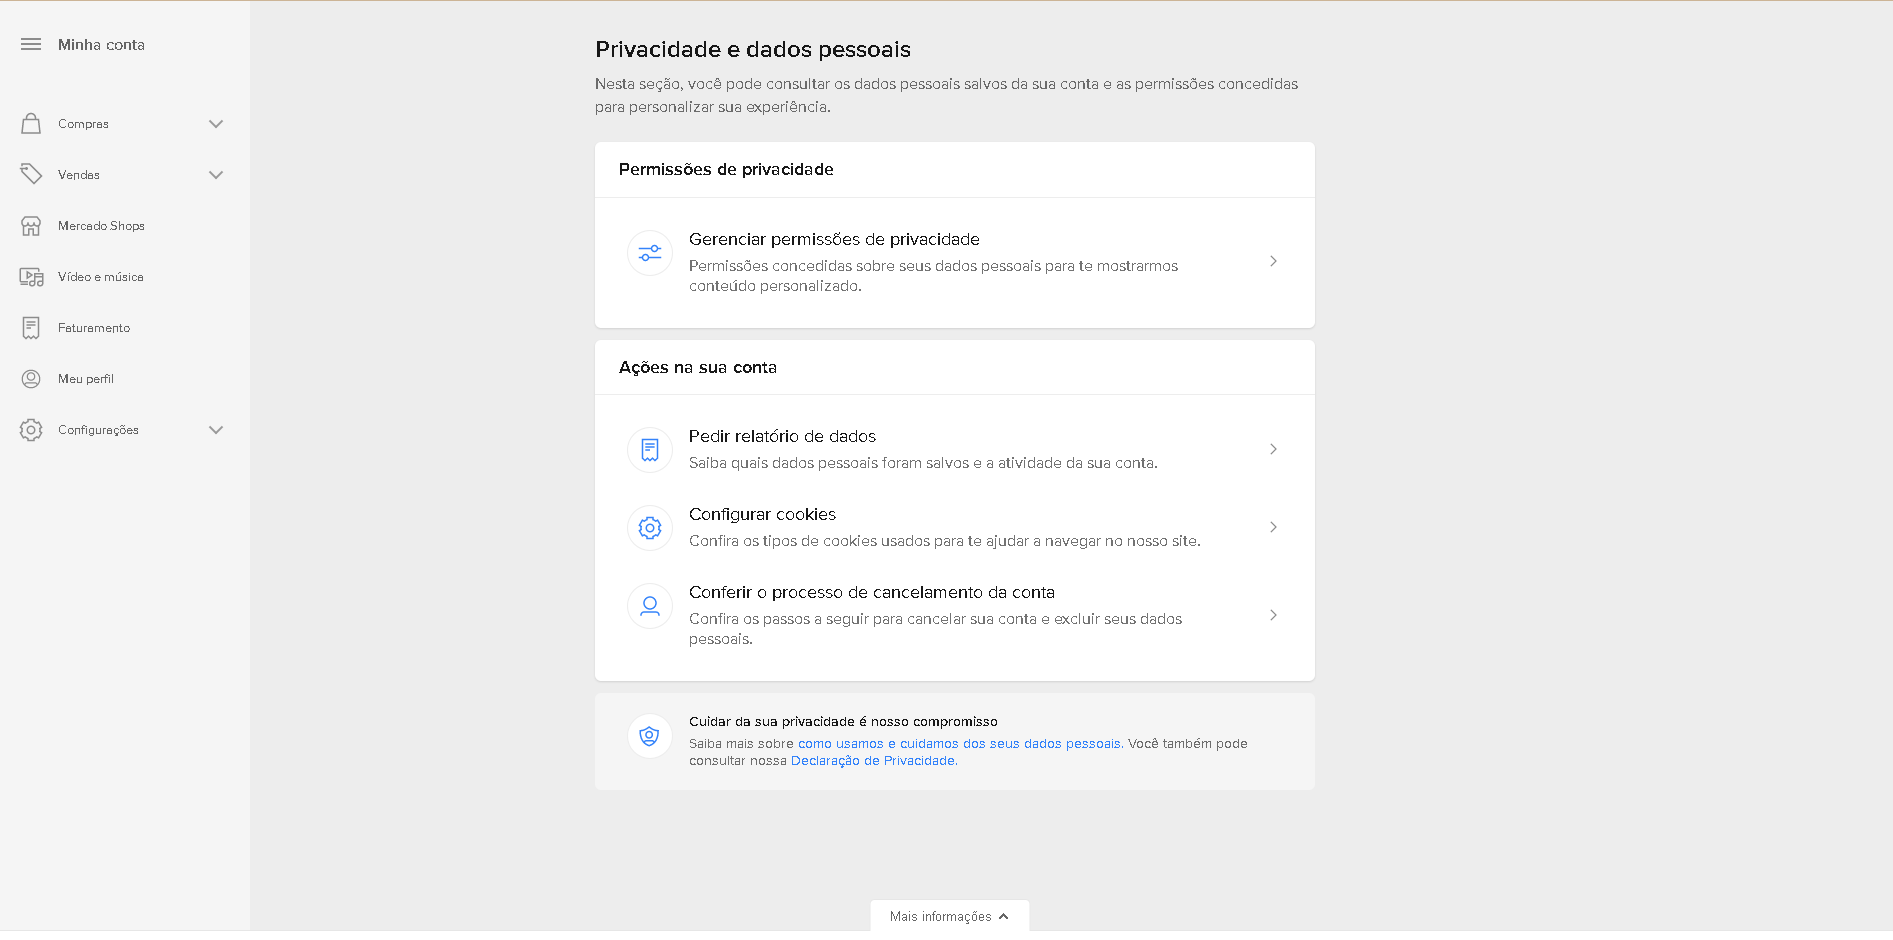 Minha conta
Compras
Vendas
Mercado Shops
Vídeo e música
Faturamento
Meu perfil
Configurações
Privacidade e dados pessoais
Nesta seção, você pode consultar os dados pessoais salvos da sua conta e as permissões concedidas
para personalizar sua experiência.
Permissões de privacidade
Gerenciar permissões de privacidade
Permissões concedidas sobre seus dados pessoais para te mostrarmos
conteúdo personalizado.
Ações na sua conta
Pedir relatório de dados
Saiba quais dados pessoais foram salvos e a atividade da sua conta.
Configurar cookies
Confira os tipos de cookies usados para te ajudar a navegar no nosso site.
Conferir o processo de cancelamento da conta
Confira os passos a seguir para cancelar sua conta e excluir seus dados
pessoais.
Cuidar da sua privacidade é nosso compromisso
Saiba mais sobre como usamos e cuidamos dos seus dados pessoais. Você também pode
consultar nossa Declaração de Privacidade.
Mais informações